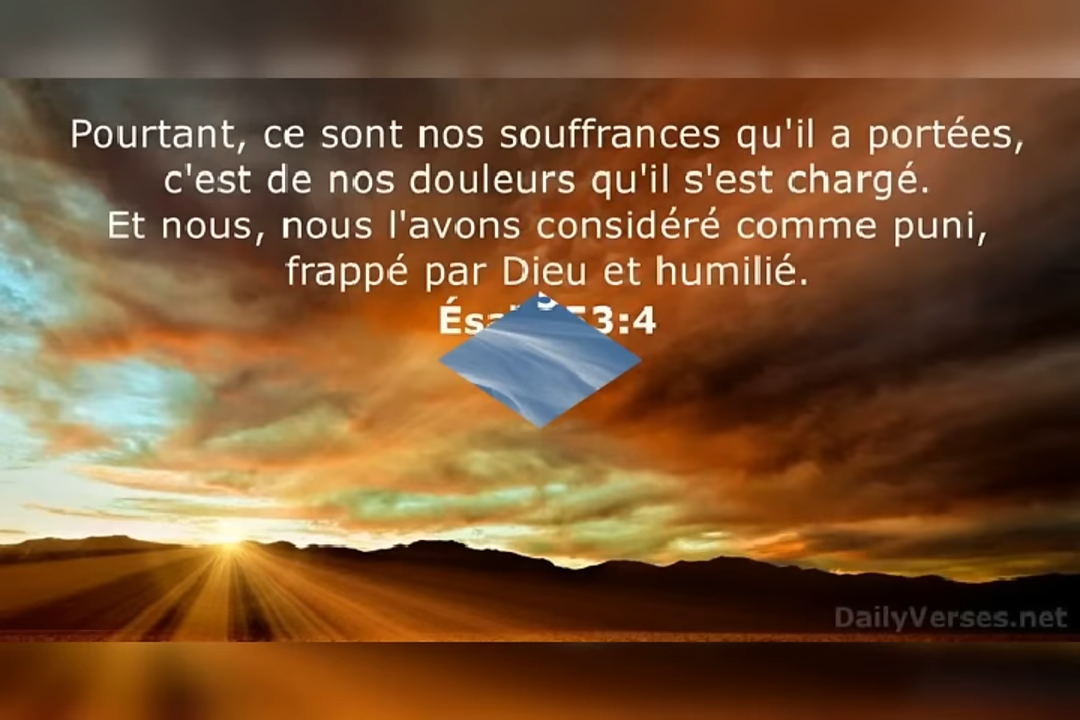 Pourtant, ce sont nos souffrances qu'il a portées,
c'est de nos douleurs qu'il s'est chargé.
Et nous, nous l'avons considéré comme puni,
frappé par Dieu et humilié.
DailyVerses.net